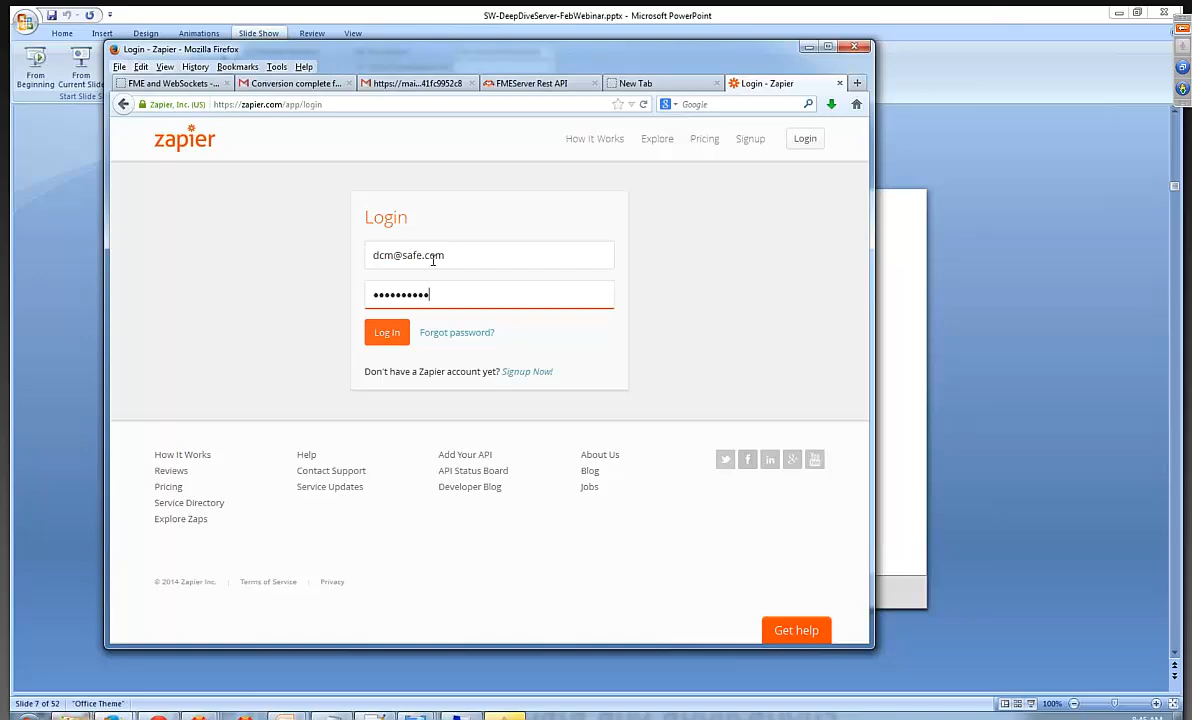 SW-DeepDiveServer-FebWebinar.pptx - Microsoft PowerPoint
Home Insert Design Animations Slide Show Review View
From Beginning
From Current Slide
Start Slide S
Login - Zapier - Mozilla Firefox
File Edit View History Bookmarks Tools Help
FME and WebSockets -...
Conversion complete f...
https://mai...41fc9952c8
FMEServer Rest API
New Tab
Login - Zapier
Zapier, Inc. (US) https://zapier.com/app/login
Google
zapier
How It Works Explore Pricing Signup Login
Login
dcm@safe.com
••••••••••
Log In Forgot password?
Don't have a Zapier account yet? Signup Now!
How It Works Help Add Your API About Us
Reviews Contact Support API Status Board Blog
Pricing Service Updates Developer Blog Jobs
Service Directory
Explore Zaps
© 2014 Zapier Inc. | Terms of Service | Privacy
Get help
Slide 7 of 52 "Office Theme" 100%